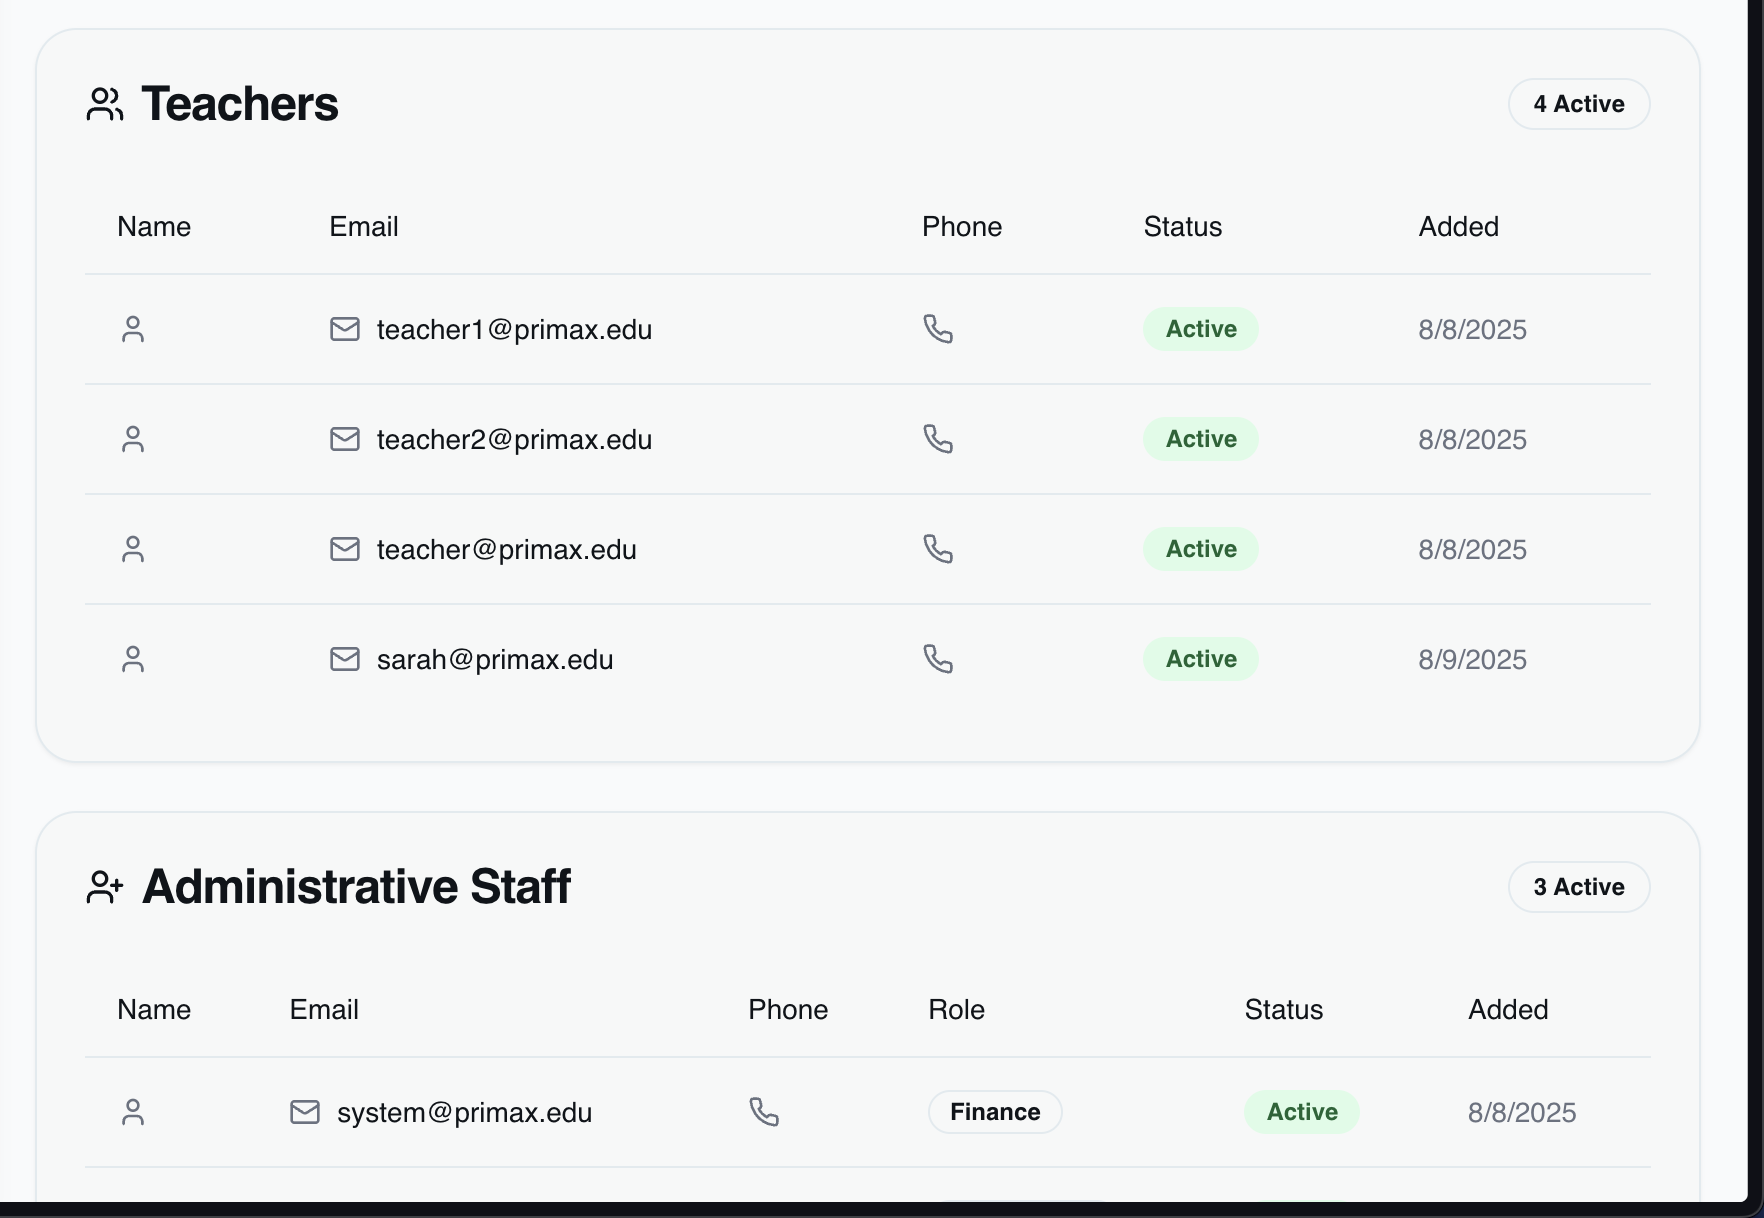 Teachers
4 Active
Name Email Phone Status Added
teacher1@primax.edu Active 8/8/2025
teacher2@primax.edu Active 8/8/2025
teacher@primax.edu Active 8/8/2025
sarah@primax.edu Active 8/9/2025
Administrative Staff
3 Active
Name Email Phone Role Status Added
system@primax.edu Finance Active 8/8/2025